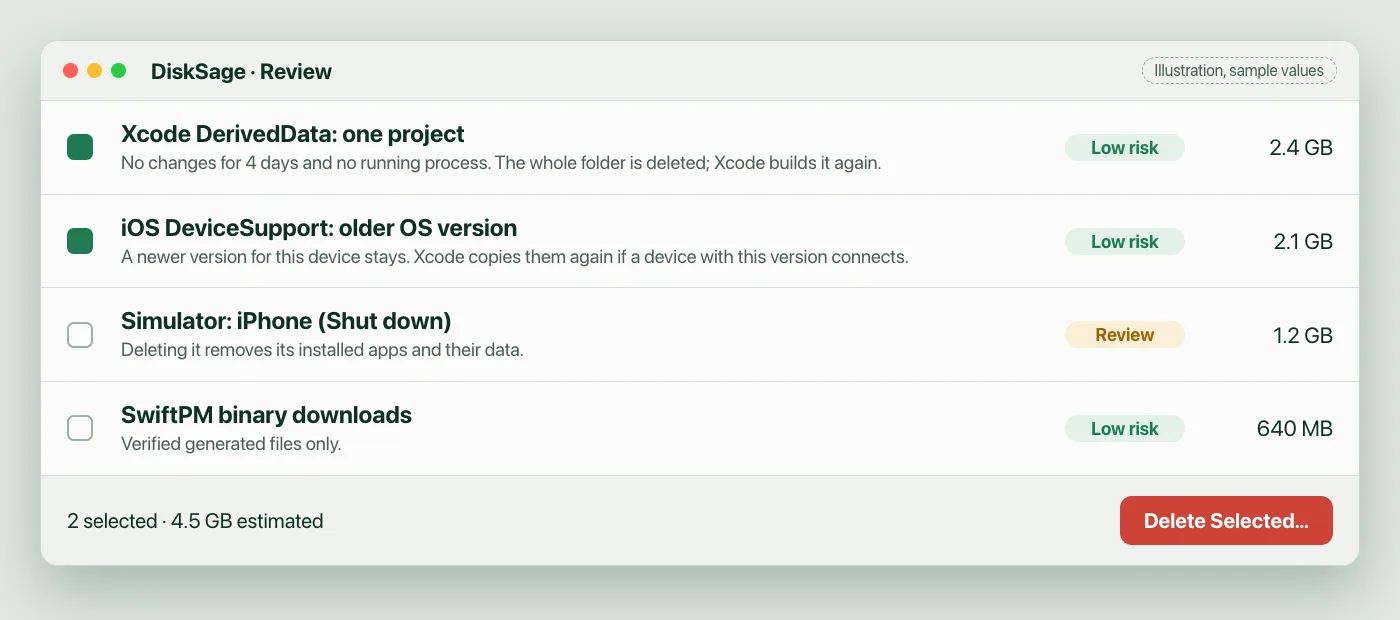 DiskSage · Review
Illustration, sample values
Xcode DerivedData: one project
No changes for 4 days and no running process. The whole folder is deleted; Xcode builds it again.
Low risk
2.4 GB
iOS DeviceSupport: older OS version
A newer version for this device stays. Xcode copies them again if a device with this version connects.
Low risk
2.1 GB
Simulator: iPhone (Shut down)
Deleting it removes its installed apps and their data.
Review
1.2 GB
SwiftPM binary downloads
Verified generated files only.
Low risk
640 MB
2 selected · 4.5 GB estimated
Delete Selected…